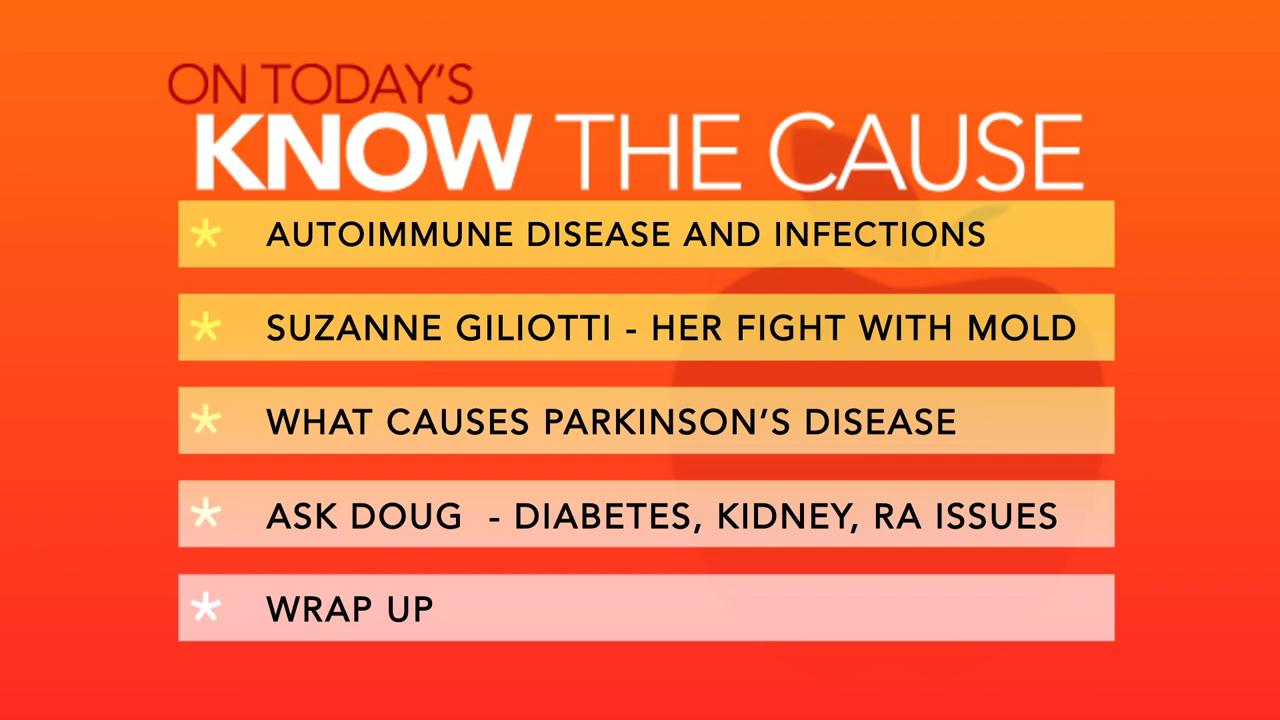 ON TODAY'S
KNOW THE CAUSE
* AUTOIMMUNE DISEASE AND INFECTIONS
* SUZANNE GILIOTTI - HER FIGHT WITH MOLD
* WHAT CAUSES PARKINSON'S DISEASE
* ASK DOUG  - DIABETES, KIDNEY, RA ISSUES
* WRAP UP